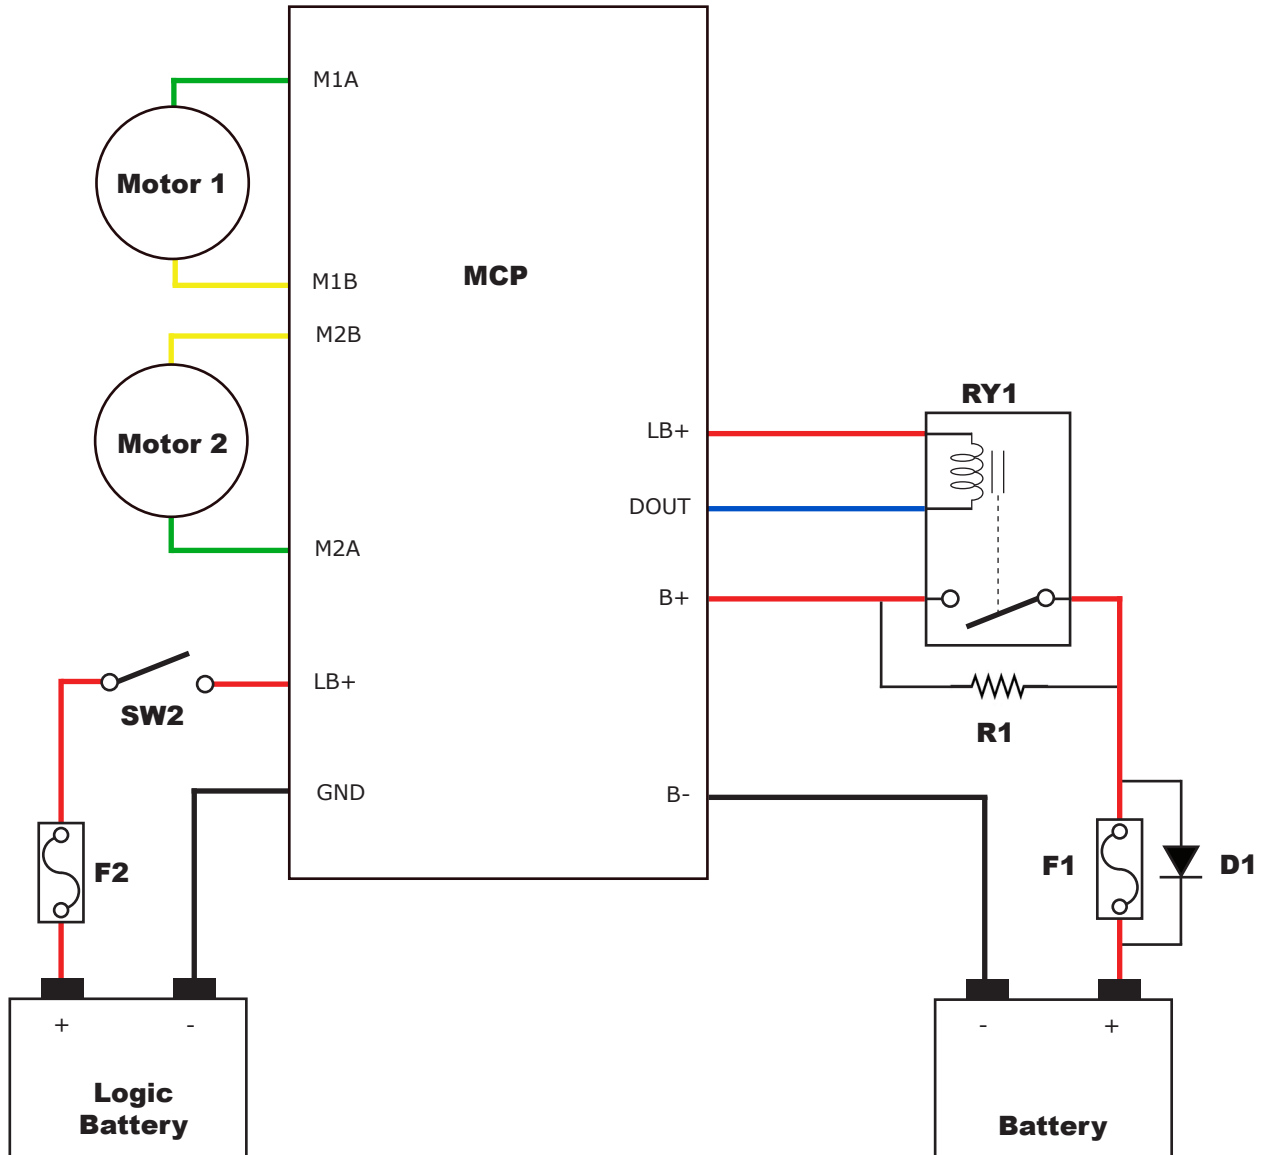 M1A
Motor 1
M1B
MCP
M2B
Motor 2
M2A
RY1
LB+
DOUT
B+
LB+
SW2
R1
GND
B-
F2
F1
D1
+ -
Logic
Battery
- +
Battery